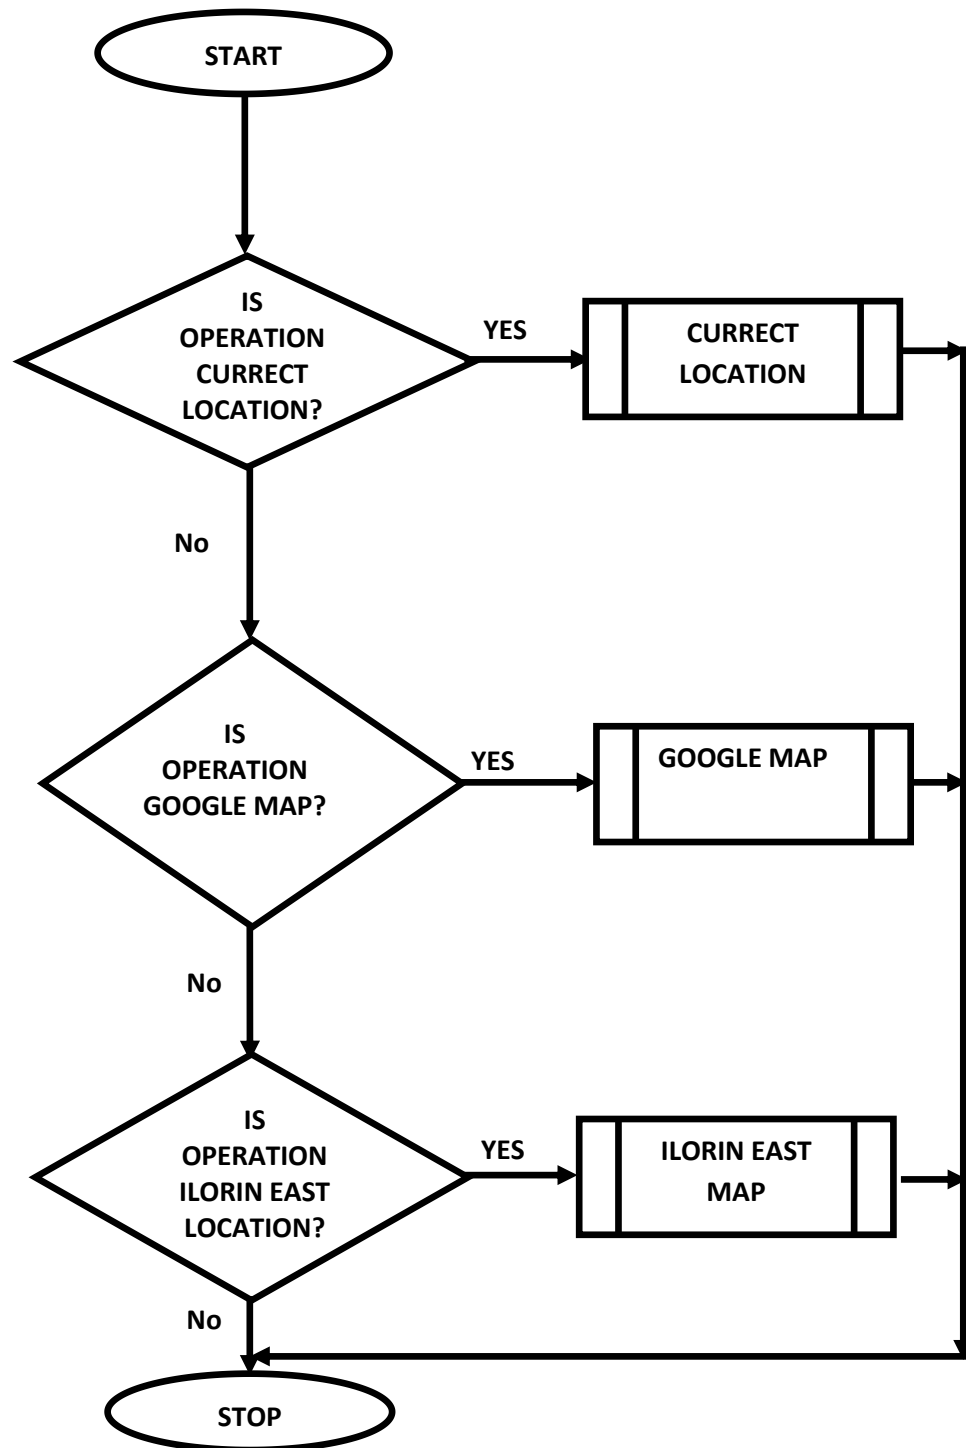 START
IS
OPERATION
CURRECT
LOCATION?
YES
CURRECT
LOCATION
No
IS
OPERATION
GOOGLE MAP?
YES
GOOGLE MAP
No
IS
OPERATION
ILORIN EAST
LOCATION?
YES
ILORIN EAST
MAP
No
STOP